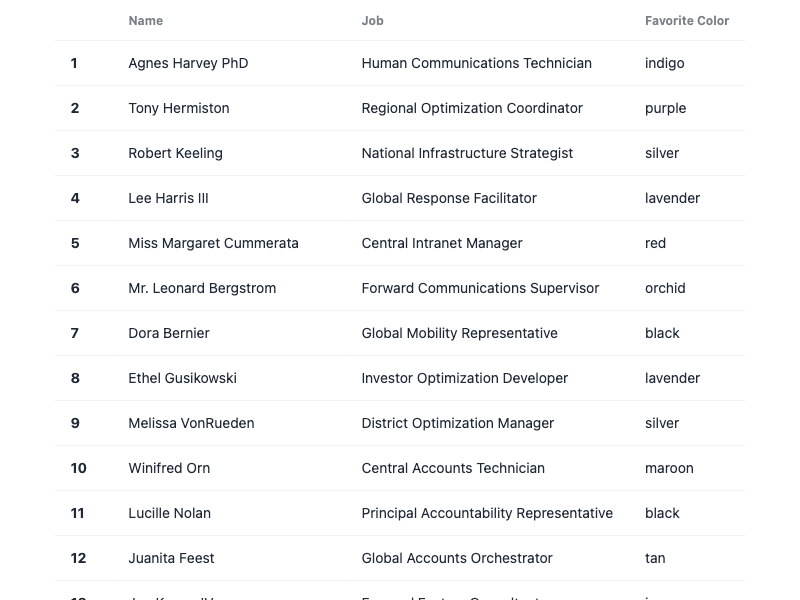 Name Job Favorite Color
1 Agnes Harvey PhD Human Communications Technician indigo
2 Tony Hermiston Regional Optimization Coordinator purple
3 Robert Keeling National Infrastructure Strategist silver
4 Lee Harris III Global Response Facilitator lavender
5 Miss Margaret Cummerata Central Intranet Manager red
6 Mr. Leonard Bergstrom Forward Communications Supervisor orchid
7 Dora Bernier Global Mobility Representative black
8 Ethel Gusikowski Investor Optimization Developer lavender
9 Melissa VonRueden District Optimization Manager silver
10 Winifred Orn Central Accounts Technician maroon
11 Lucille Nolan Principal Accountability Representative black
12 Juanita Feest Global Accounts Orchestrator tan